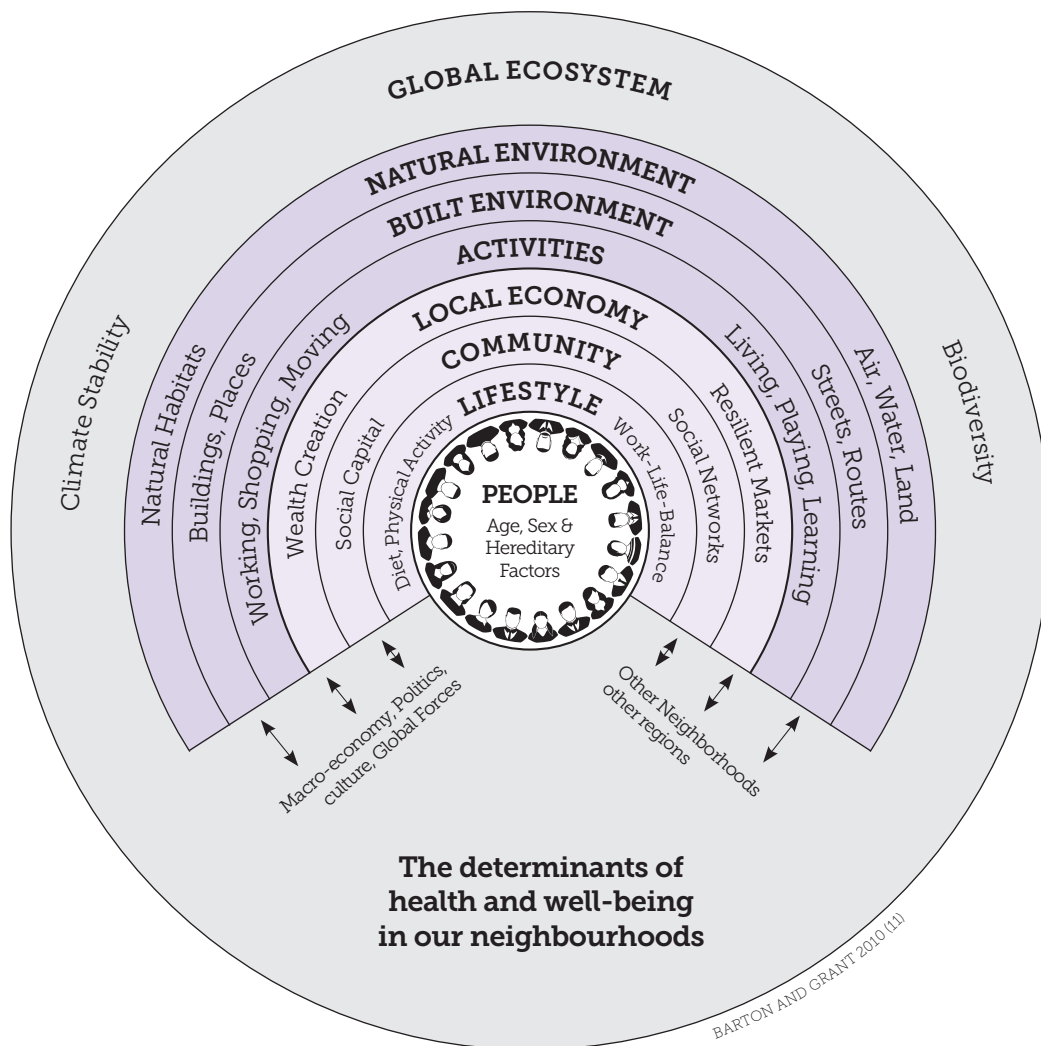 GLOBAL ECOSYSTEM
NATURAL ENVIRONMENT
BUILT ENVIRONMENT
ACTIVITIES
LOCAL ECONOMY
COMMUNITY
LIFESTYLE
Climate Stability
Natural Habitats
Buildings, Places
Working, Shopping, Moving
Wealth Creation
Social Capital
Diet, Physical Activity
PEOPLE
Age, Sex &
Hereditary
Factors
Work-Life-Balance
Social Networks
Resilient Markets
Living, Playing, Learning
Streets, Routes
Air, Water, Land
Biodiversity
Macro-economy, Politics,
culture, Global Forces
Other Neighborhoods
other regions
The determinants of
health and well-being
in our neighbourhoods
BARTON AND GRANT 2010 (11)